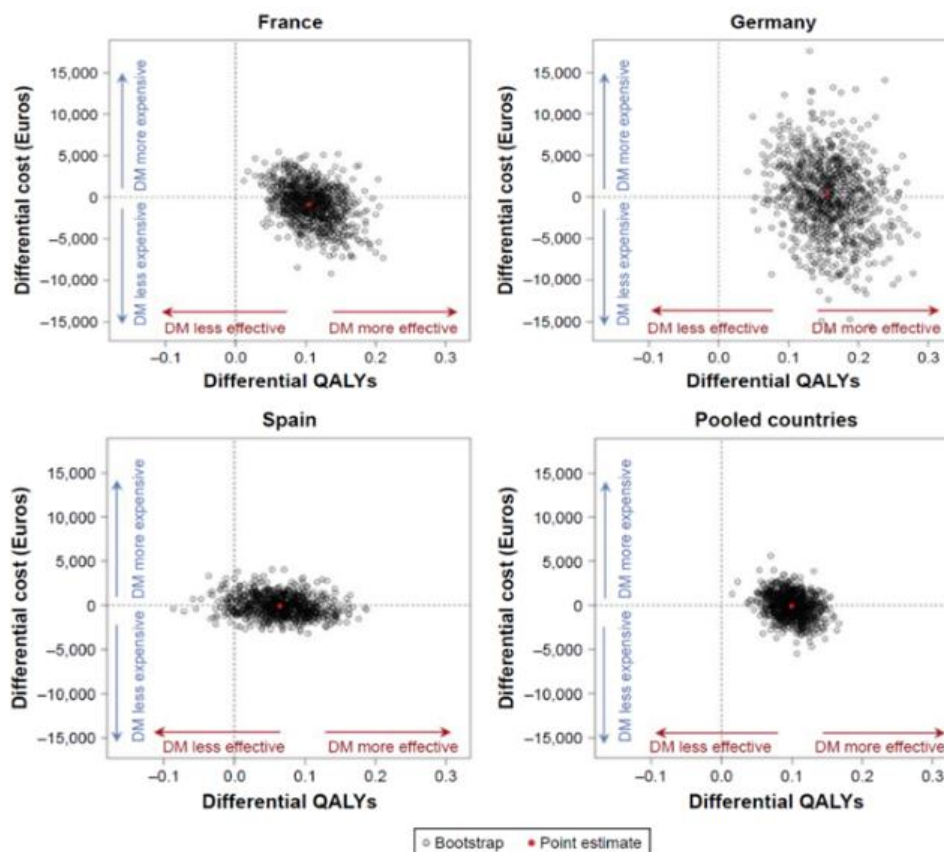 France
Germany
Differential cost (Euros)
DM less expensive DM more expensive
15,000
10,000
5,000
0
–5,000
–10,000
–15,000
DM less effective
DM more effective
–0.1
0.0
0.1
0.2
0.3
Differential QALYs
Differential cost (Euros)
DM less expensive DM more expensive
15,000
10,000
5,000
0
–5,000
–10,000
–15,000
DM less effective
DM more effective
–0.1
0.0
0.1
0.2
0.3
Differential QALYs
Spain
Pooled countries
Differential cost (Euros)
DM less expensive DM more expensive
15,000
10,000
5,000
0
–5,000
–10,000
–15,000
DM less effective
DM more effective
–0.1
0.0
0.1
0.2
0.3
Differential QALYs
Differential cost (Euros)
DM less expensive DM more expensive
15,000
10,000
5,000
0
–5,000
–10,000
–15,000
DM less effective
DM more effective
–0.1
0.0
0.1
0.2
0.3
Differential QALYs
Bootstrap
Point estimate